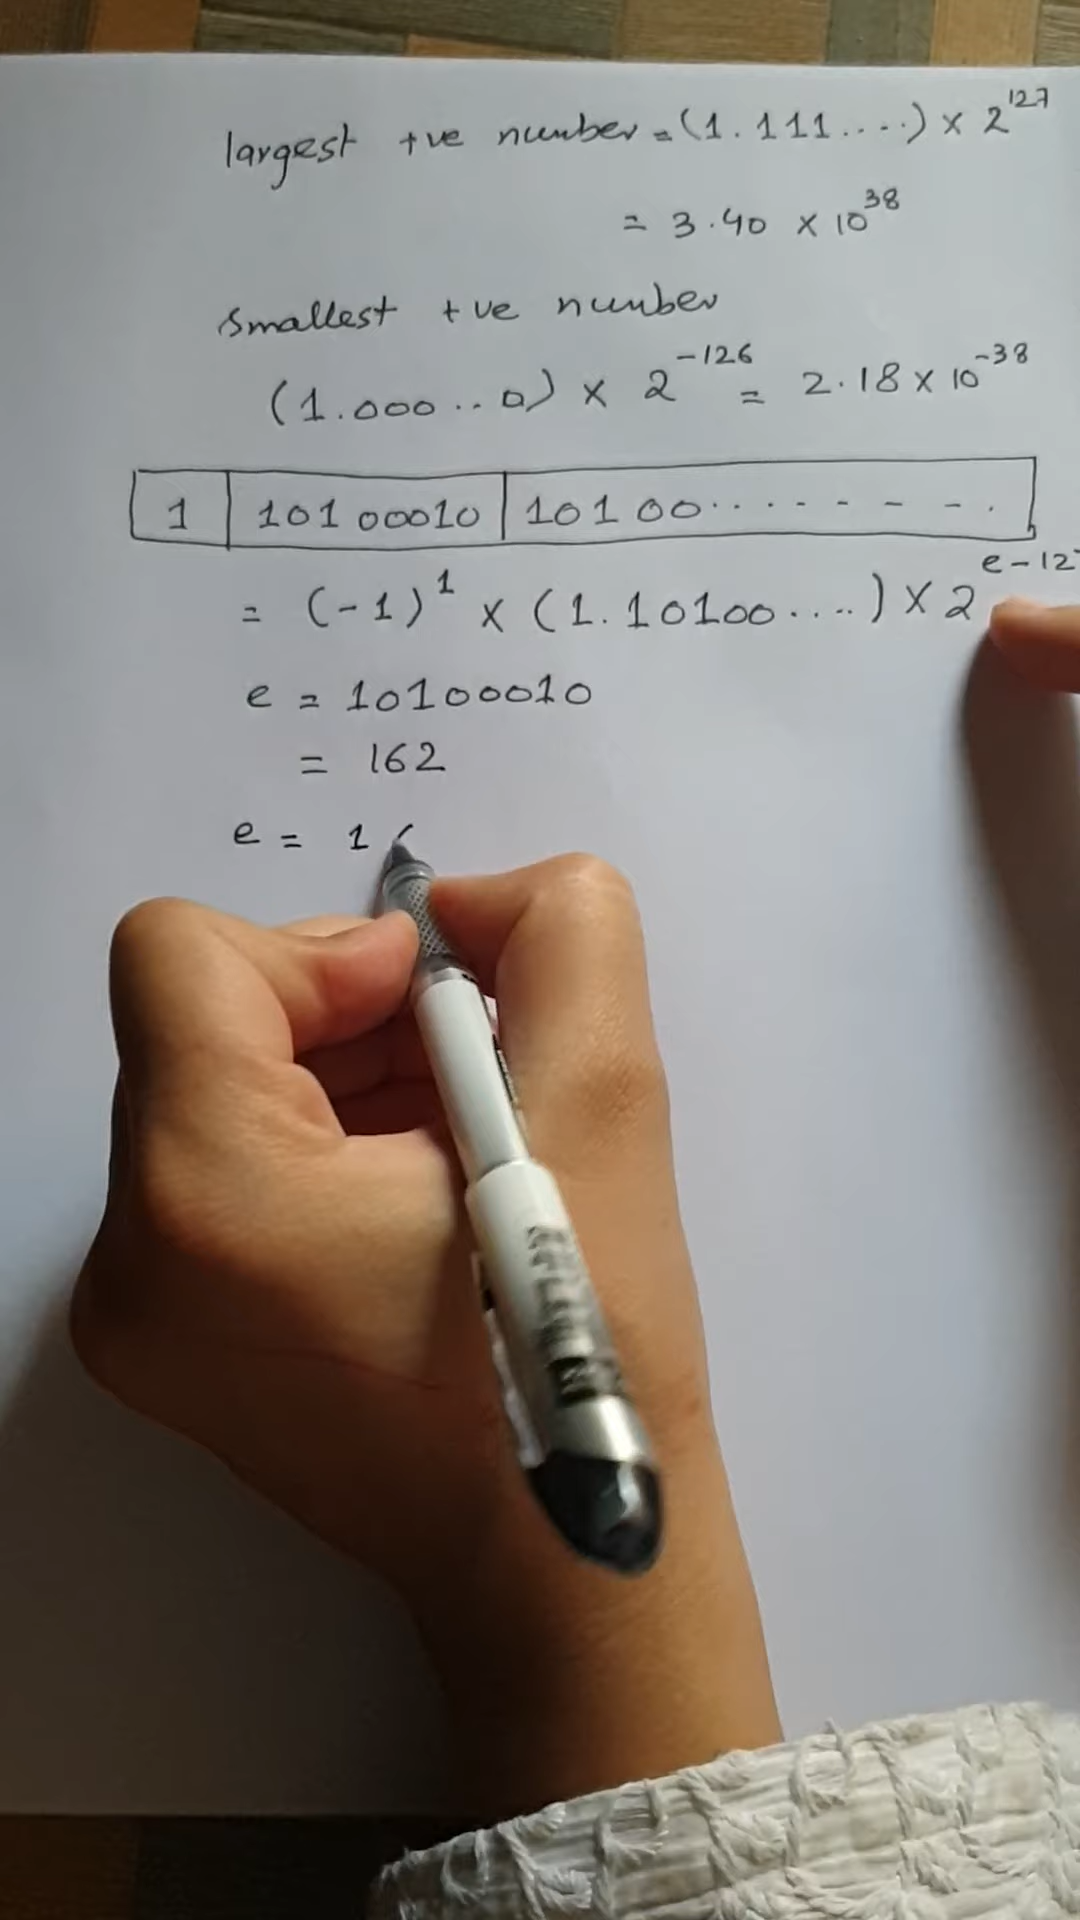 largest +ve number = (1.111....) × 2^127
= 3.40 × 10^38
smallest +ve number
(1.000..0) × 2^-126 = 2.18 × 10^-38
1 | 10100010 | 10100.........
= (-1)^1 × (1.10100....) × 2^e-12
e = 10100010
= 162
e = 1